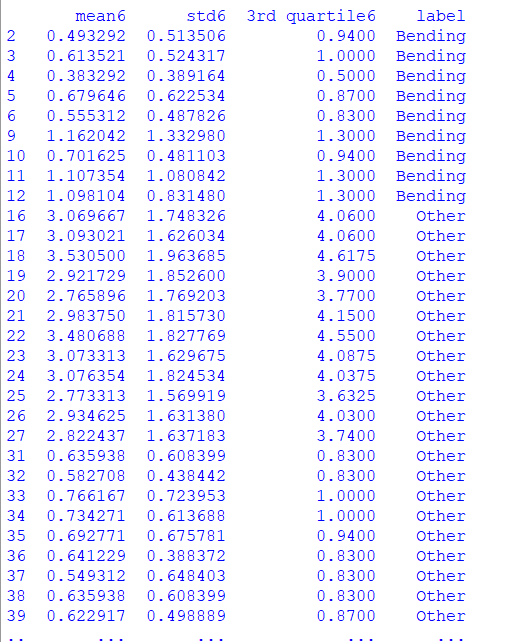 mean6 std6 3rd quartile6 label
2 0.493292 0.513506 0.9400 Bending
3 0.613521 0.524317 1.0000 Bending
4 0.383292 0.389164 0.5000 Bending
5 0.679646 0.622534 0.8700 Bending
6 0.555312 0.487826 0.8300 Bending
9 1.162042 1.332980 1.3000 Bending
10 0.701625 0.481103 0.9400 Bending
11 1.107354 1.080842 1.3000 Bending
12 1.098104 0.831480 1.3000 Bending
16 3.069667 1.748326 4.0600 Other
17 3.093021 1.626034 4.0600 Other
18 3.530500 1.963685 4.6175 Other
19 2.921729 1.852600 3.9000 Other
20 2.765896 1.769203 3.7700 Other
21 2.983750 1.815730 4.1500 Other
22 3.480688 1.827769 4.5500 Other
23 3.073313 1.629675 4.0875 Other
24 3.076354 1.824534 4.0375 Other
25 2.773313 1.569919 3.6325 Other
26 2.934625 1.631380 4.0300 Other
27 2.822437 1.637183 3.7400 Other
31 0.635938 0.608399 0.8300 Other
32 0.582708 0.438442 0.8300 Other
33 0.766167 0.723953 1.0000 Other
34 0.734271 0.613688 1.0000 Other
35 0.692771 0.675781 0.9400 Other
36 0.641229 0.388372 0.8300 Other
37 0.549312 0.648403 0.8300 Other
38 0.635938 0.608399 0.8300 Other
39 0.622917 0.498889 0.8700 Other
.. ... ... ... ...